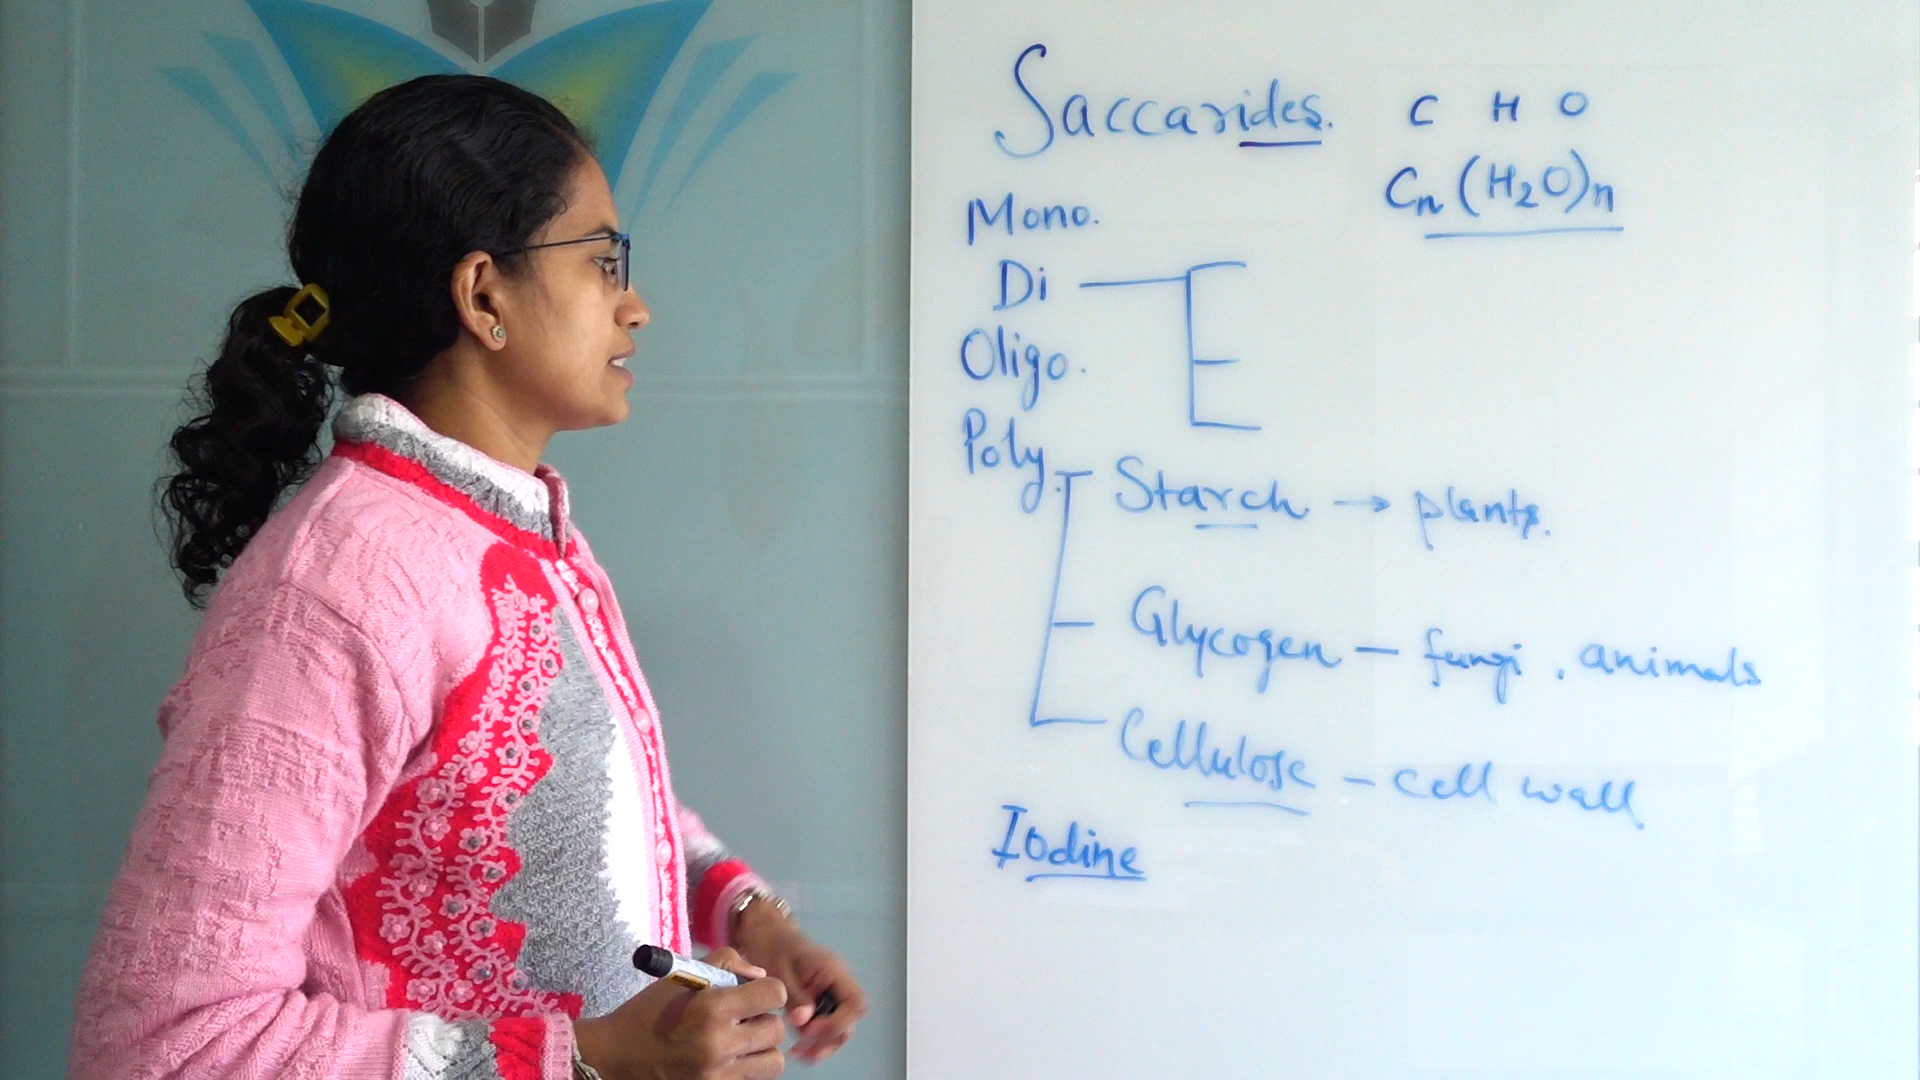 Saccarides. C H O
Cn (H2O)n
Mono.
Di
Oligo.
Poly.
Starch → plants.
Glycogen – fungi, animals
Cellulose – cell wall
Iodine